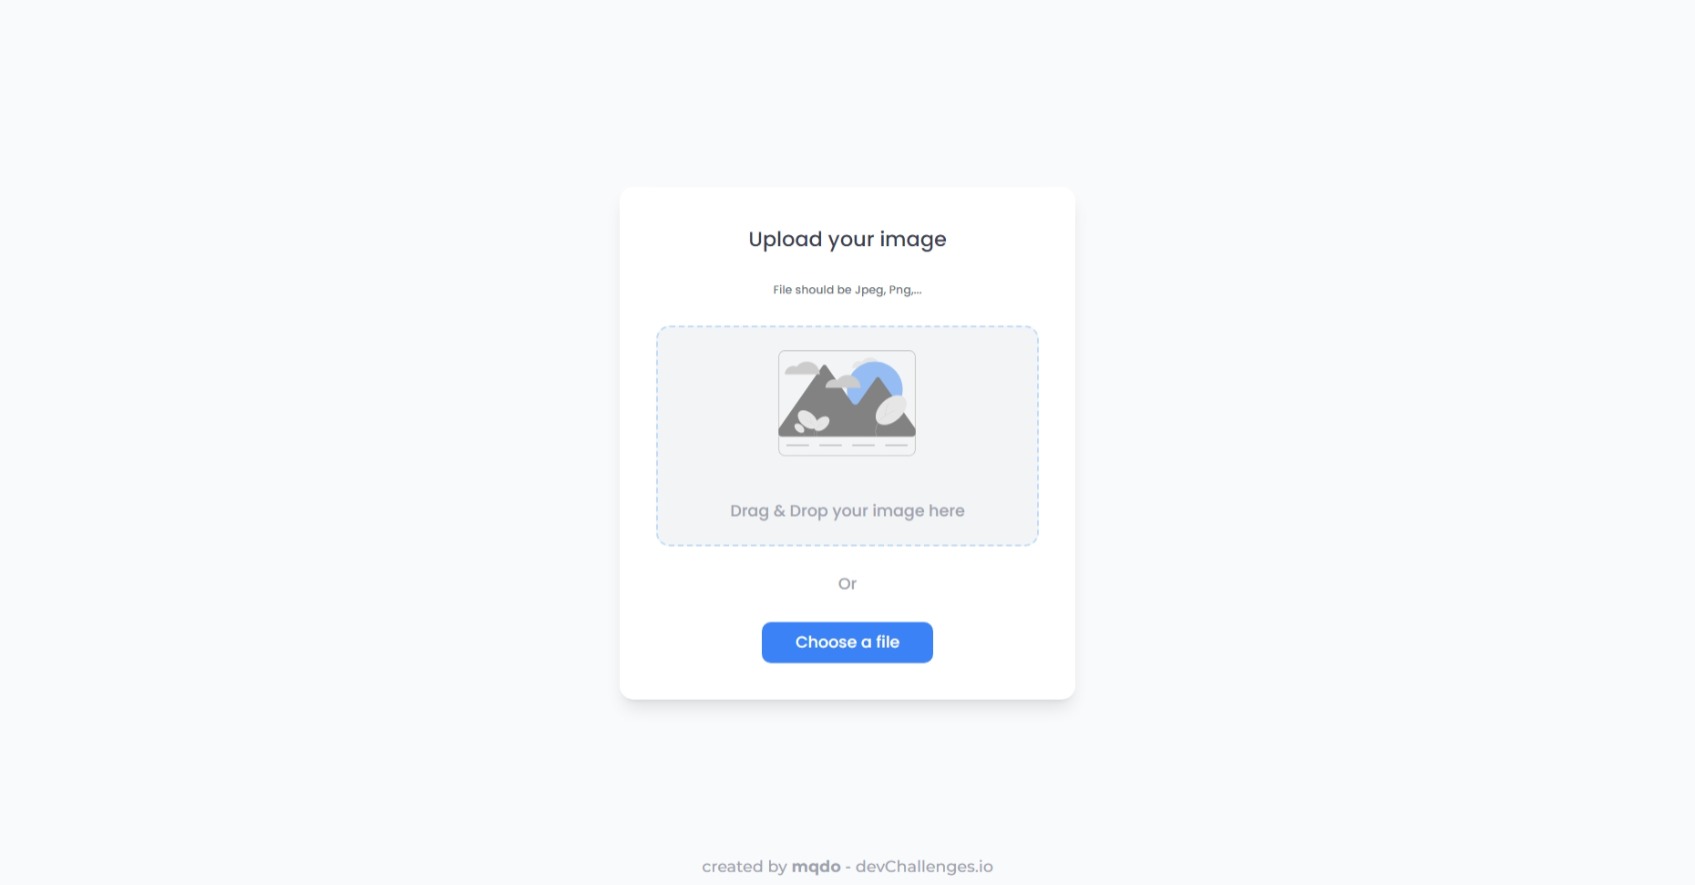 Upload your image
File should be Jpeg, Png,...
Drag & Drop your image here
Or
Choose a file
created by mqdo - devChallenges.io